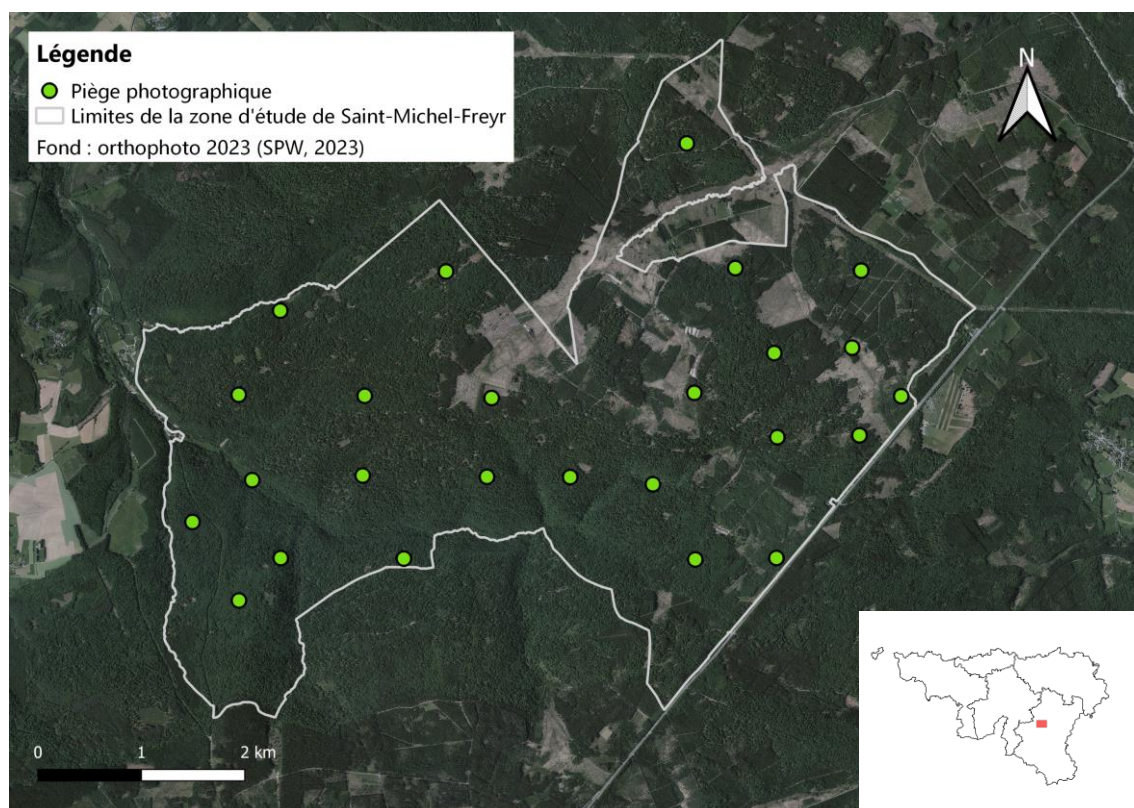 Légende
Piège photographique
Limites de la zone d'étude de Saint-Michel-Freyr
Fond : orthophoto 2023 (SPW, 2023)
N
0 1 2 km